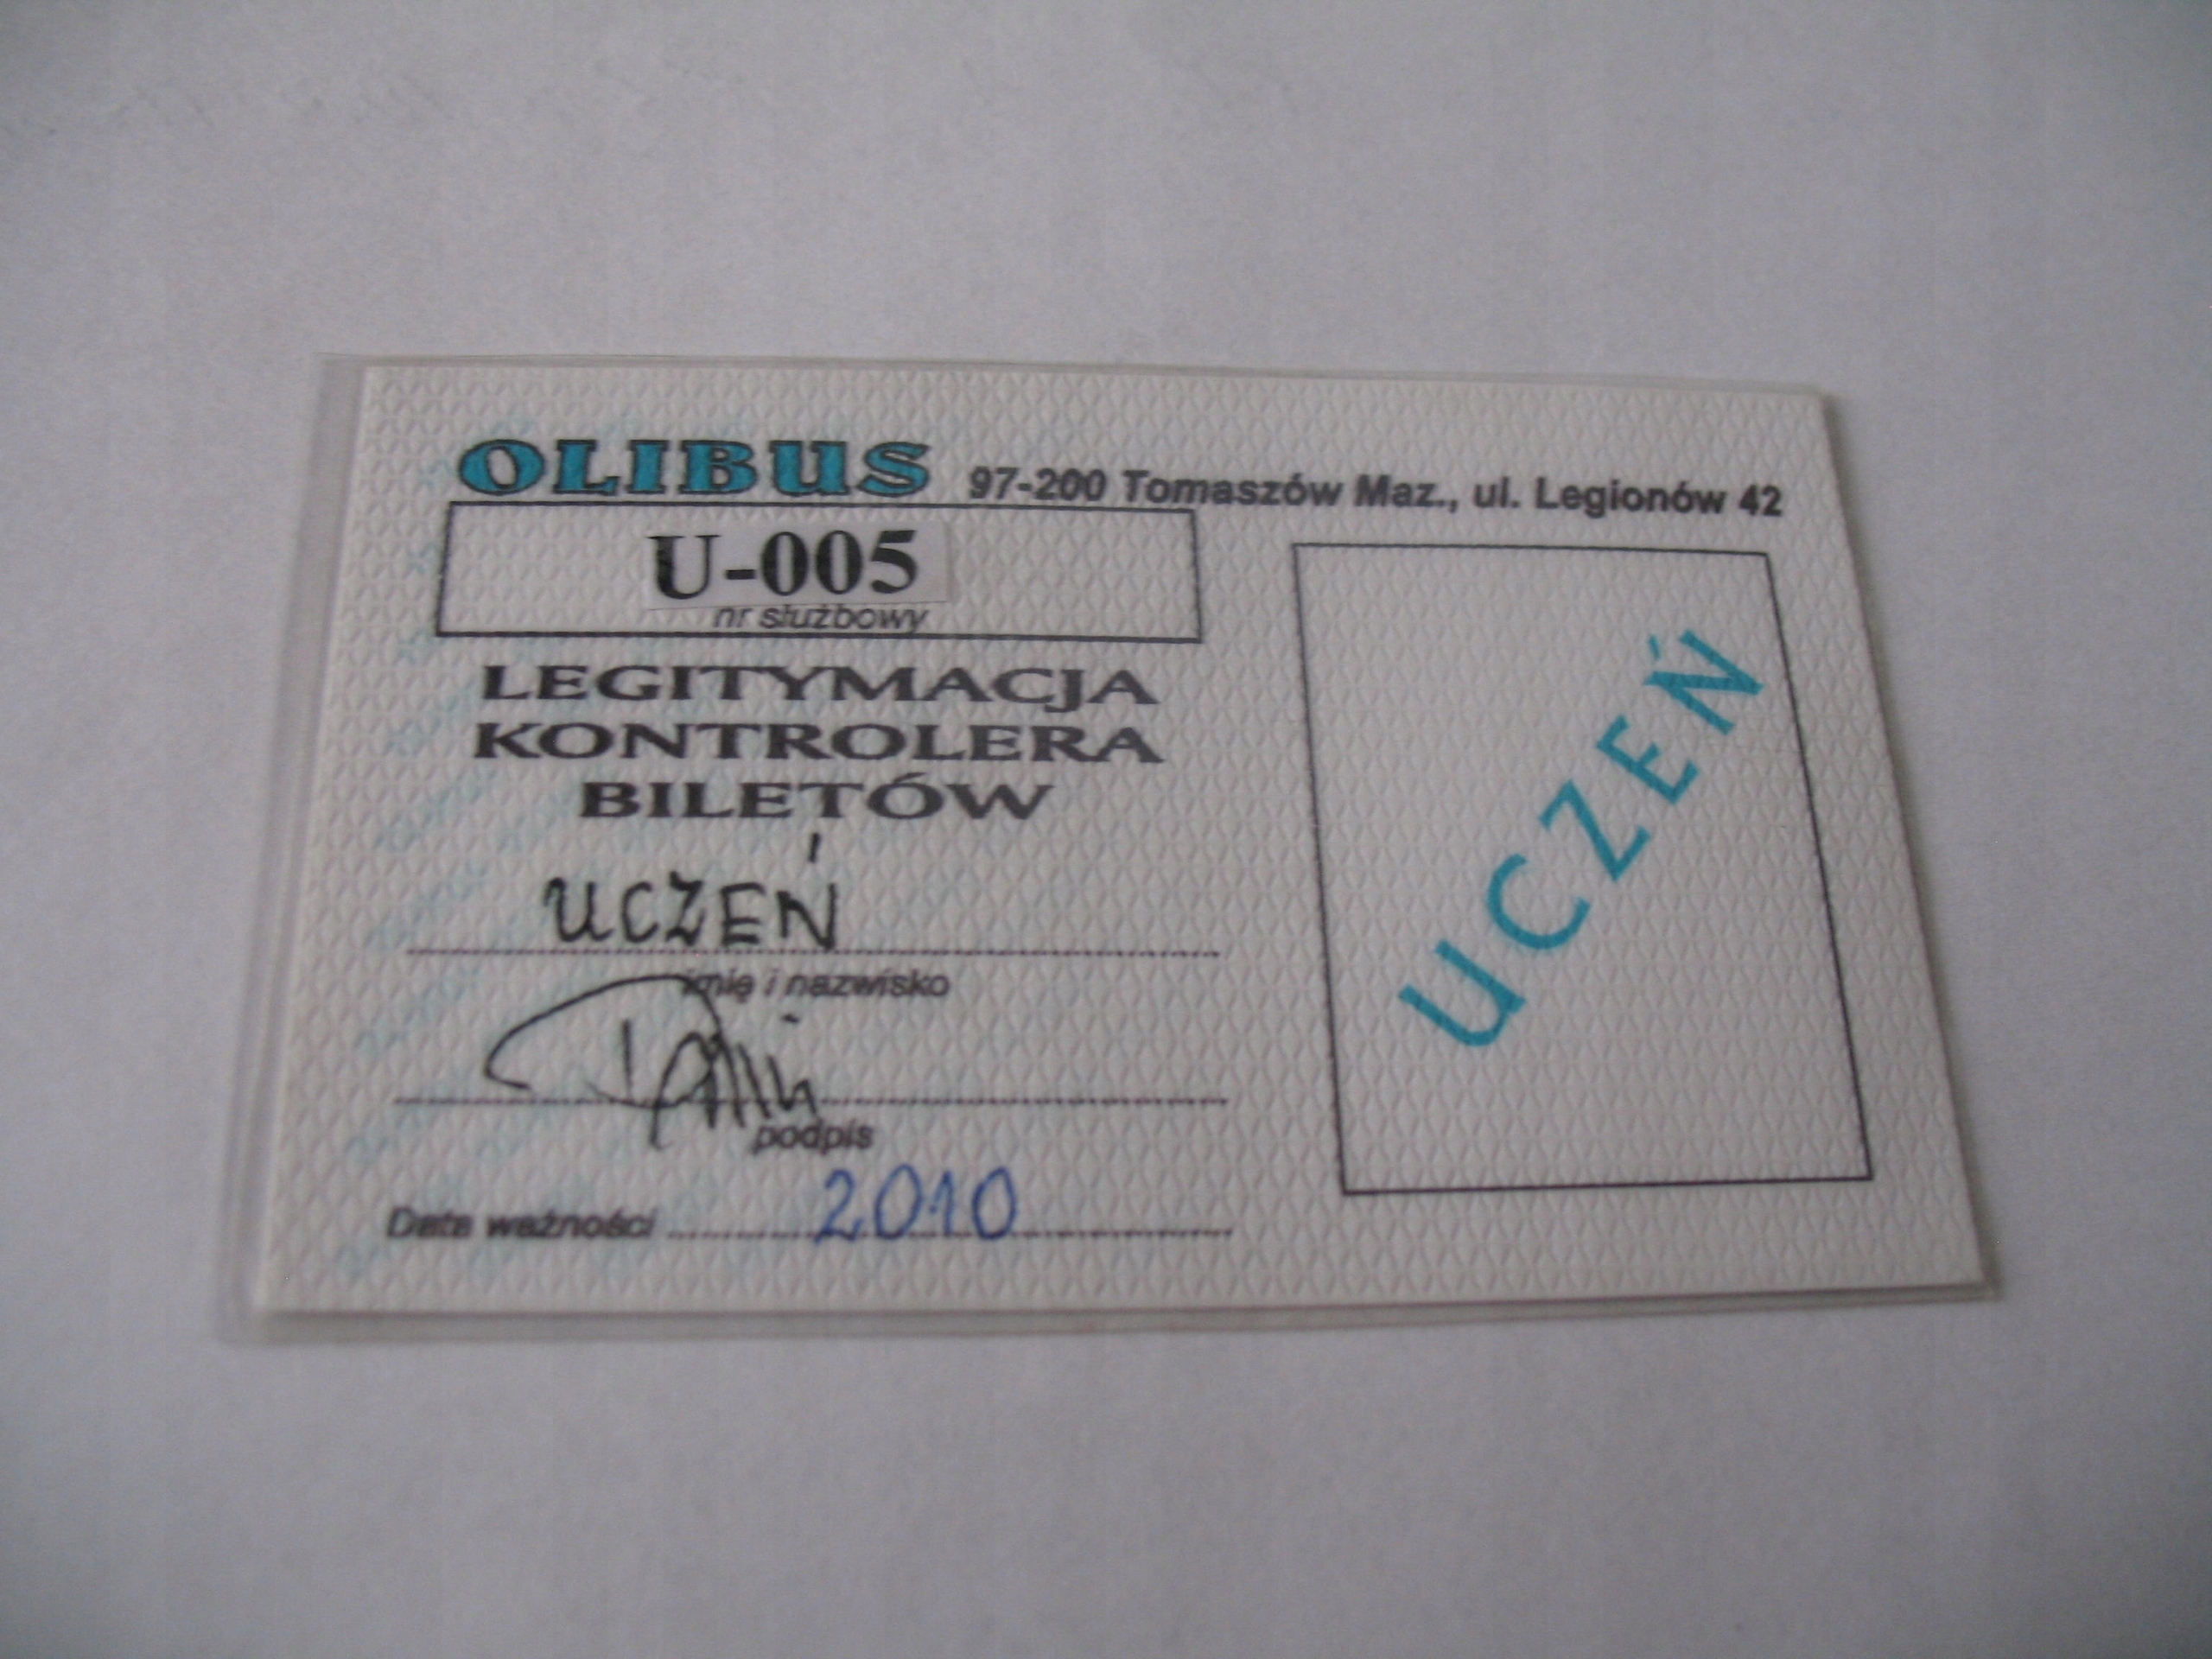 OLIBUS 97-200 Tomaszów Maz., ul. Legionów 42
U-005
nr służbowy
LEGITYMACJA
KONTROLERA
BILETÓW
UCZEŃ
imię i nazwisko
podpis
Data ważności 2010
UCZEŃ